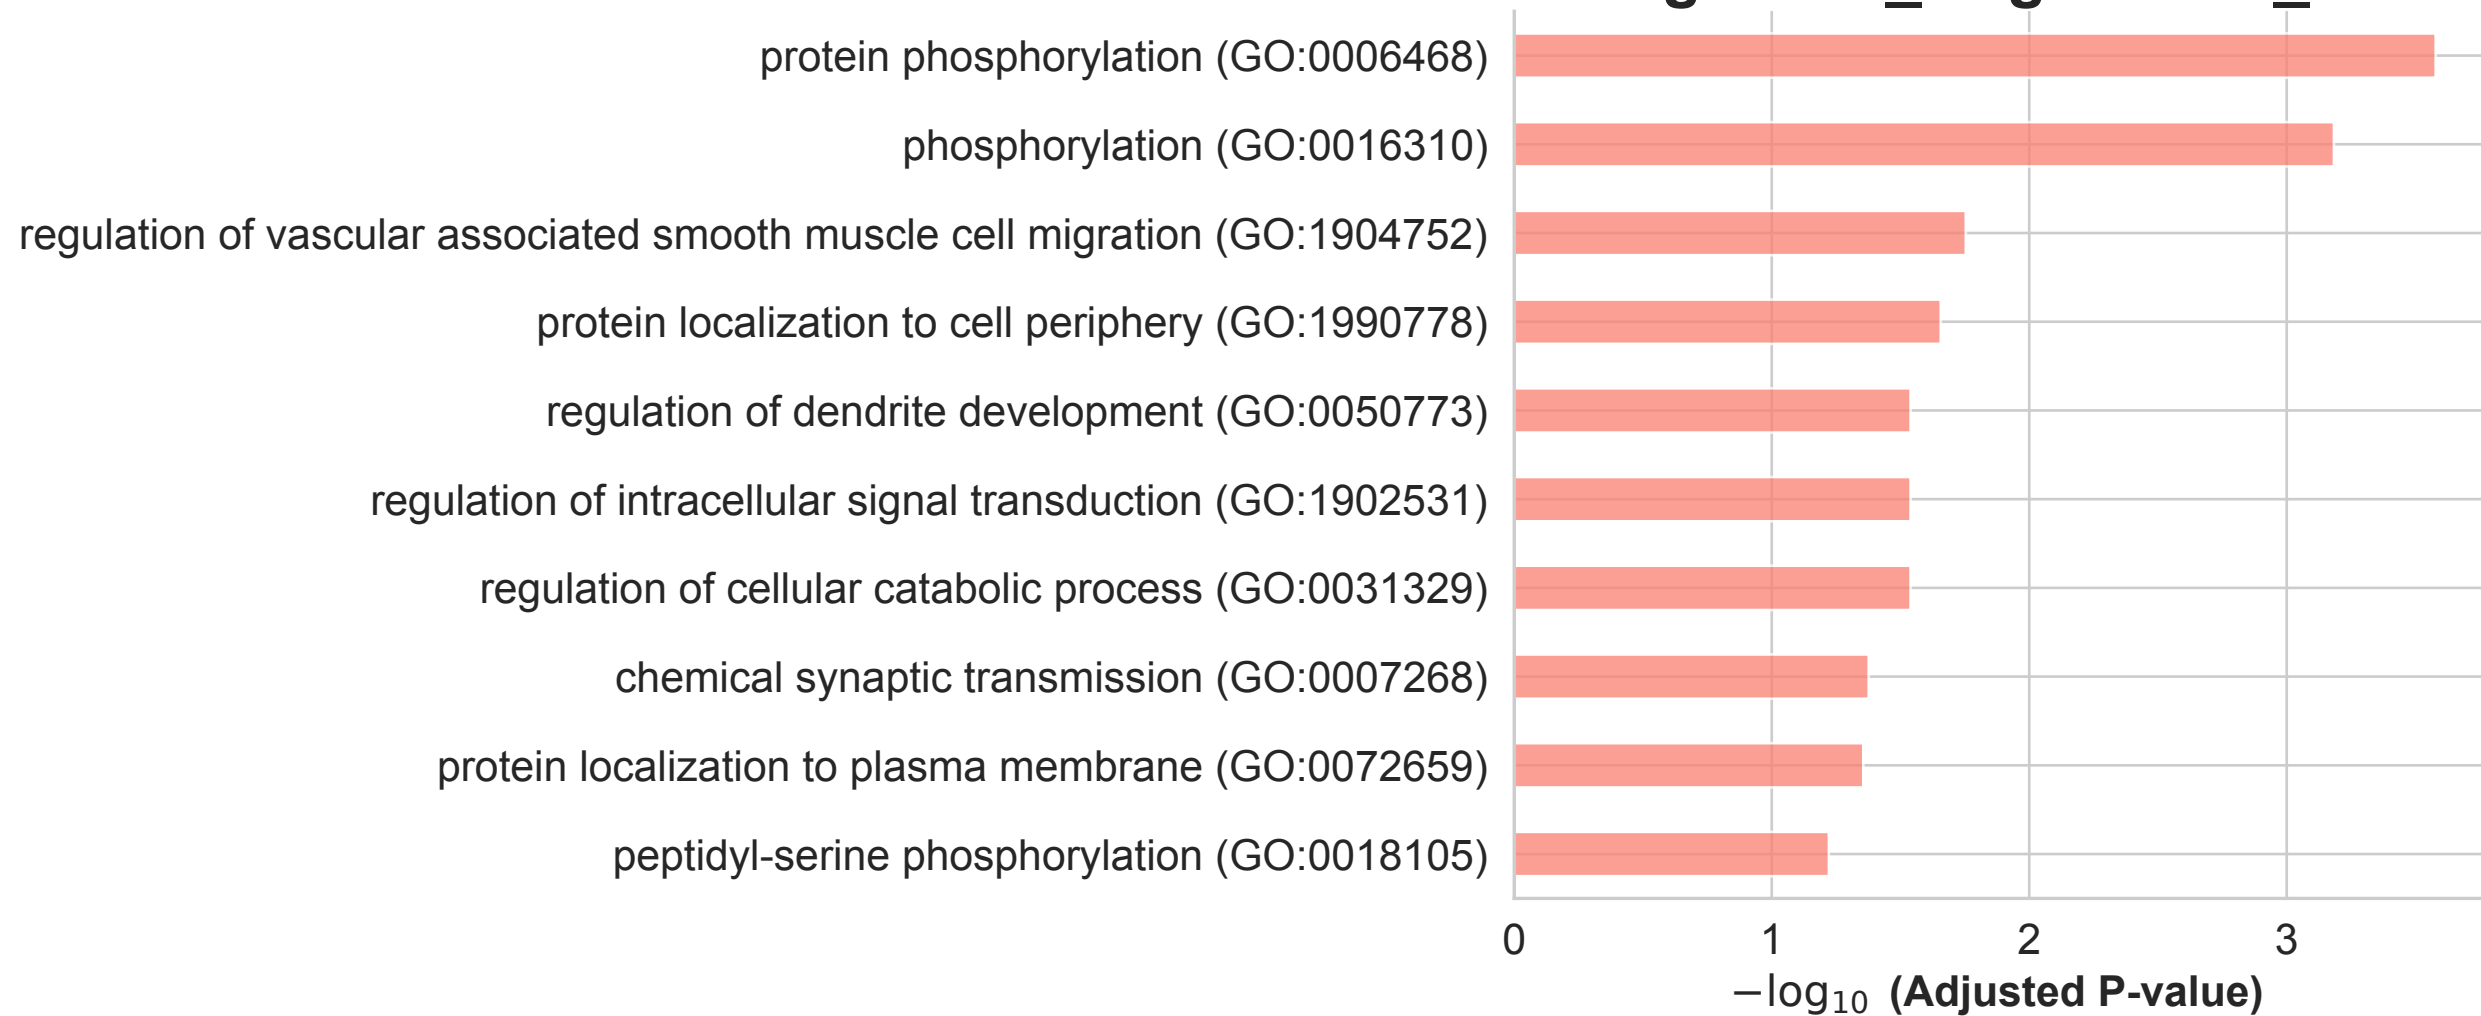 protein phosphorylation (GO:0006468)
phosphorylation (GO:0016310)
regulation of vascular associated smooth muscle cell migration (GO:1904752)
protein localization to cell periphery (GO:1990778)
regulation of dendrite development (GO:0050773)
regulation of intracellular signal transduction (GO:1902531)
regulation of cellular catabolic process (GO:0031329)
chemical synaptic transmission (GO:0007268)
protein localization to plasma membrane (GO:0072659)
peptidyl-serine phosphorylation (GO:0018105)
0 1 2 3
−log₁₀ (Adjusted P-value)